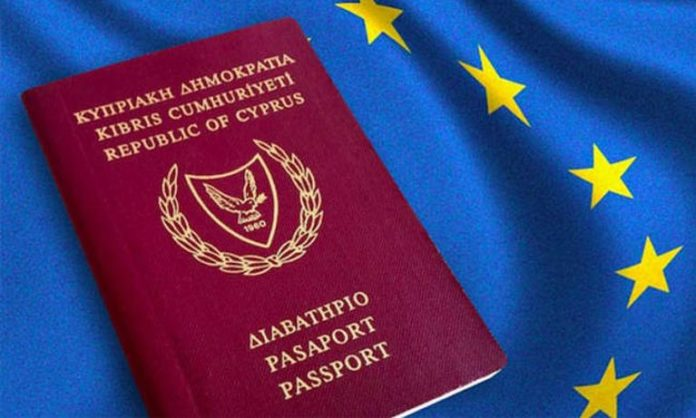 ΚΥΠΡΙΑΚΗ ΔΗΜΟΚΡΑΤΙΑ
KIBRIS CUMHURİYETİ
REPUBLIC OF CYPRUS
1960
ΔΙΑΒΑΤΗΡΙΟ
PASAPORT
PASSPORT